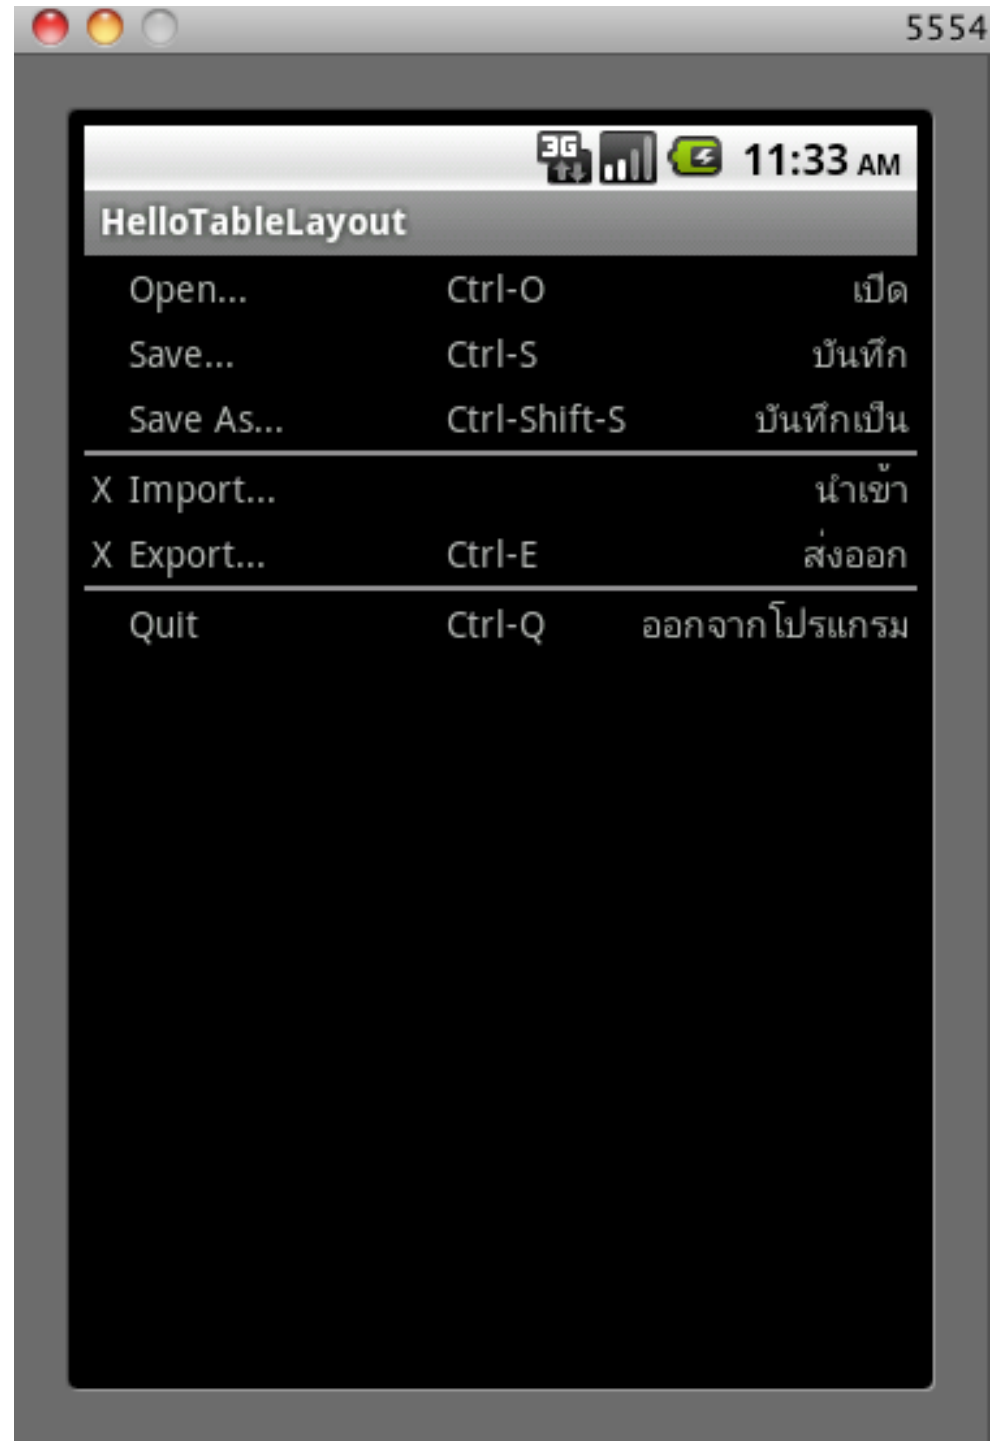 5554
3G 11:33 AM
HelloTableLayout
Open... Ctrl-O เปิด
Save... Ctrl-S บันทึก
Save As... Ctrl-Shift-S บันทึกเป็น
X Import... นำเข้า
X Export... Ctrl-E ส่งออก
Quit Ctrl-Q ออกจากโปรแกรม